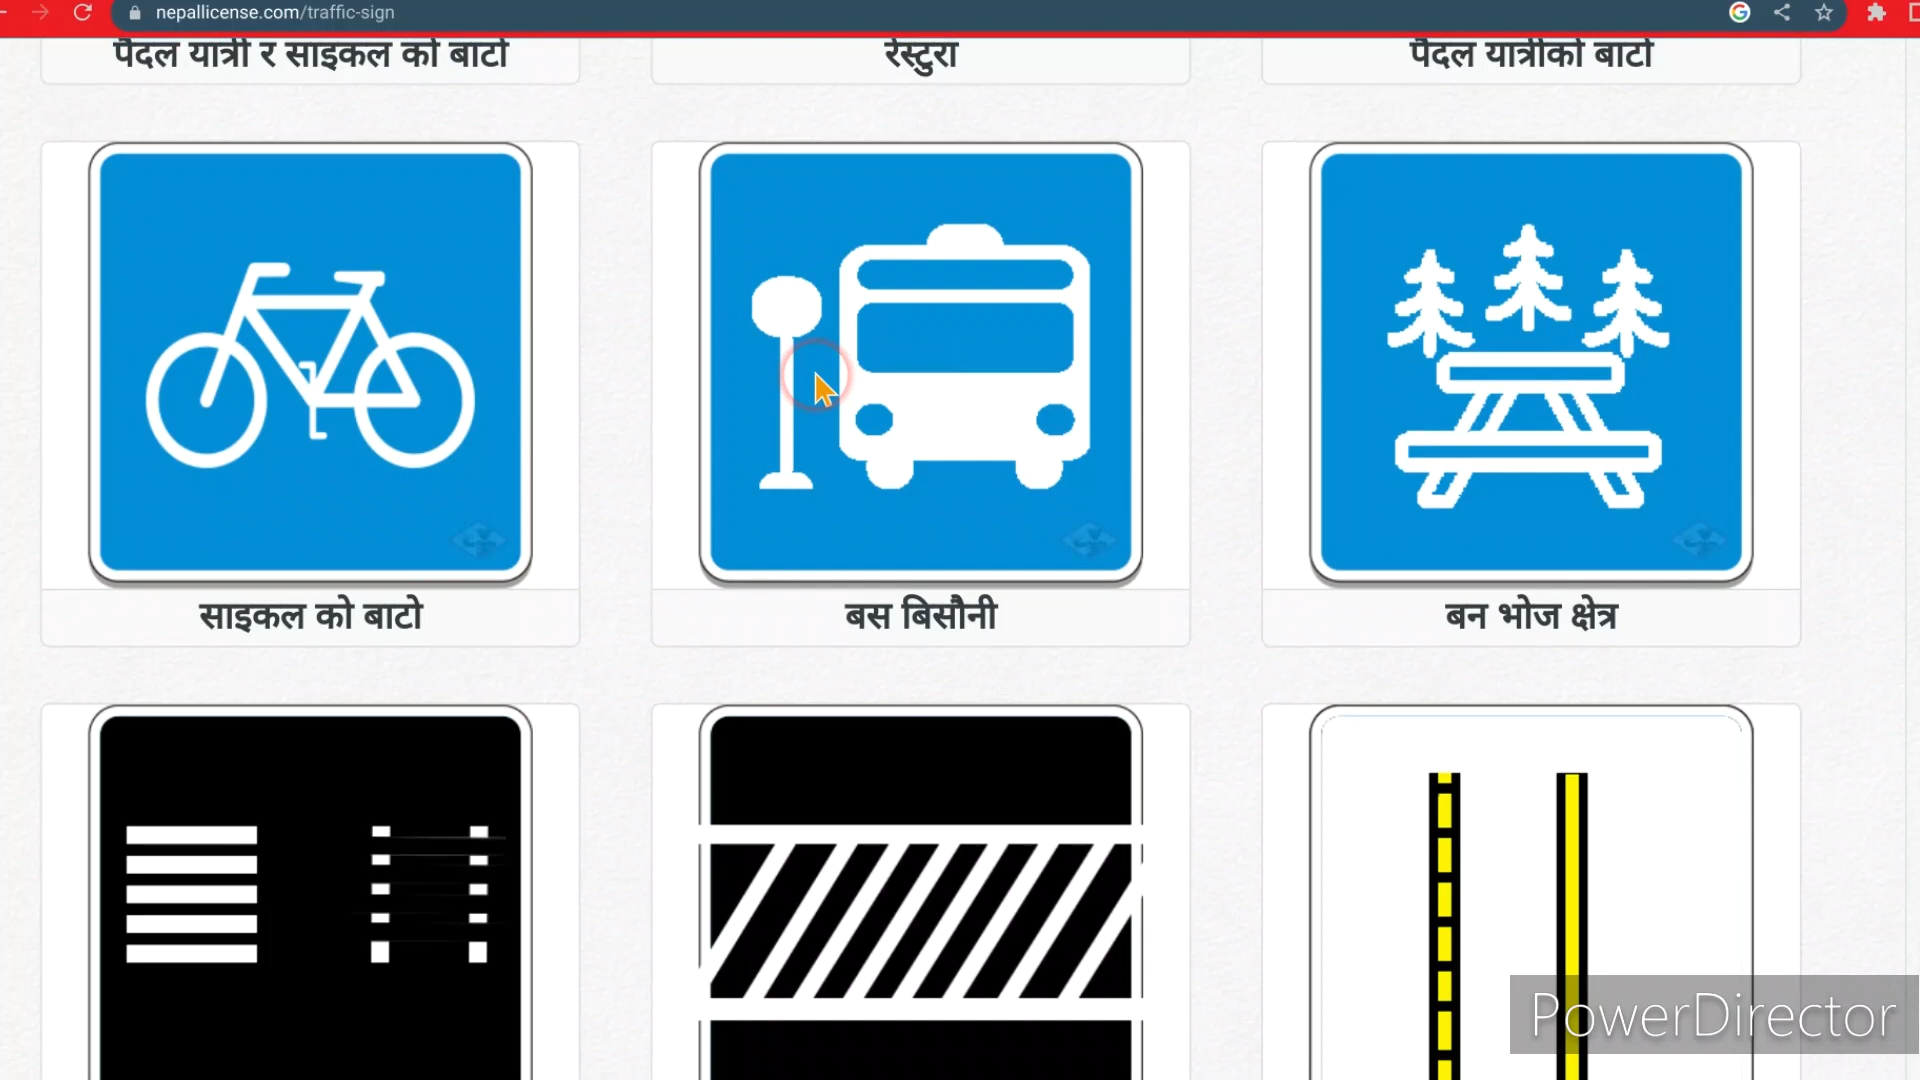 nepallicense.com/traffic-sign
पैदल यात्री र साइकल को बाटो
रेस्टुरा
पैदल यात्रीको बाटो
साइकल को बाटो
बस बिसौनी
बन भोज क्षेत्र
PowerDirector